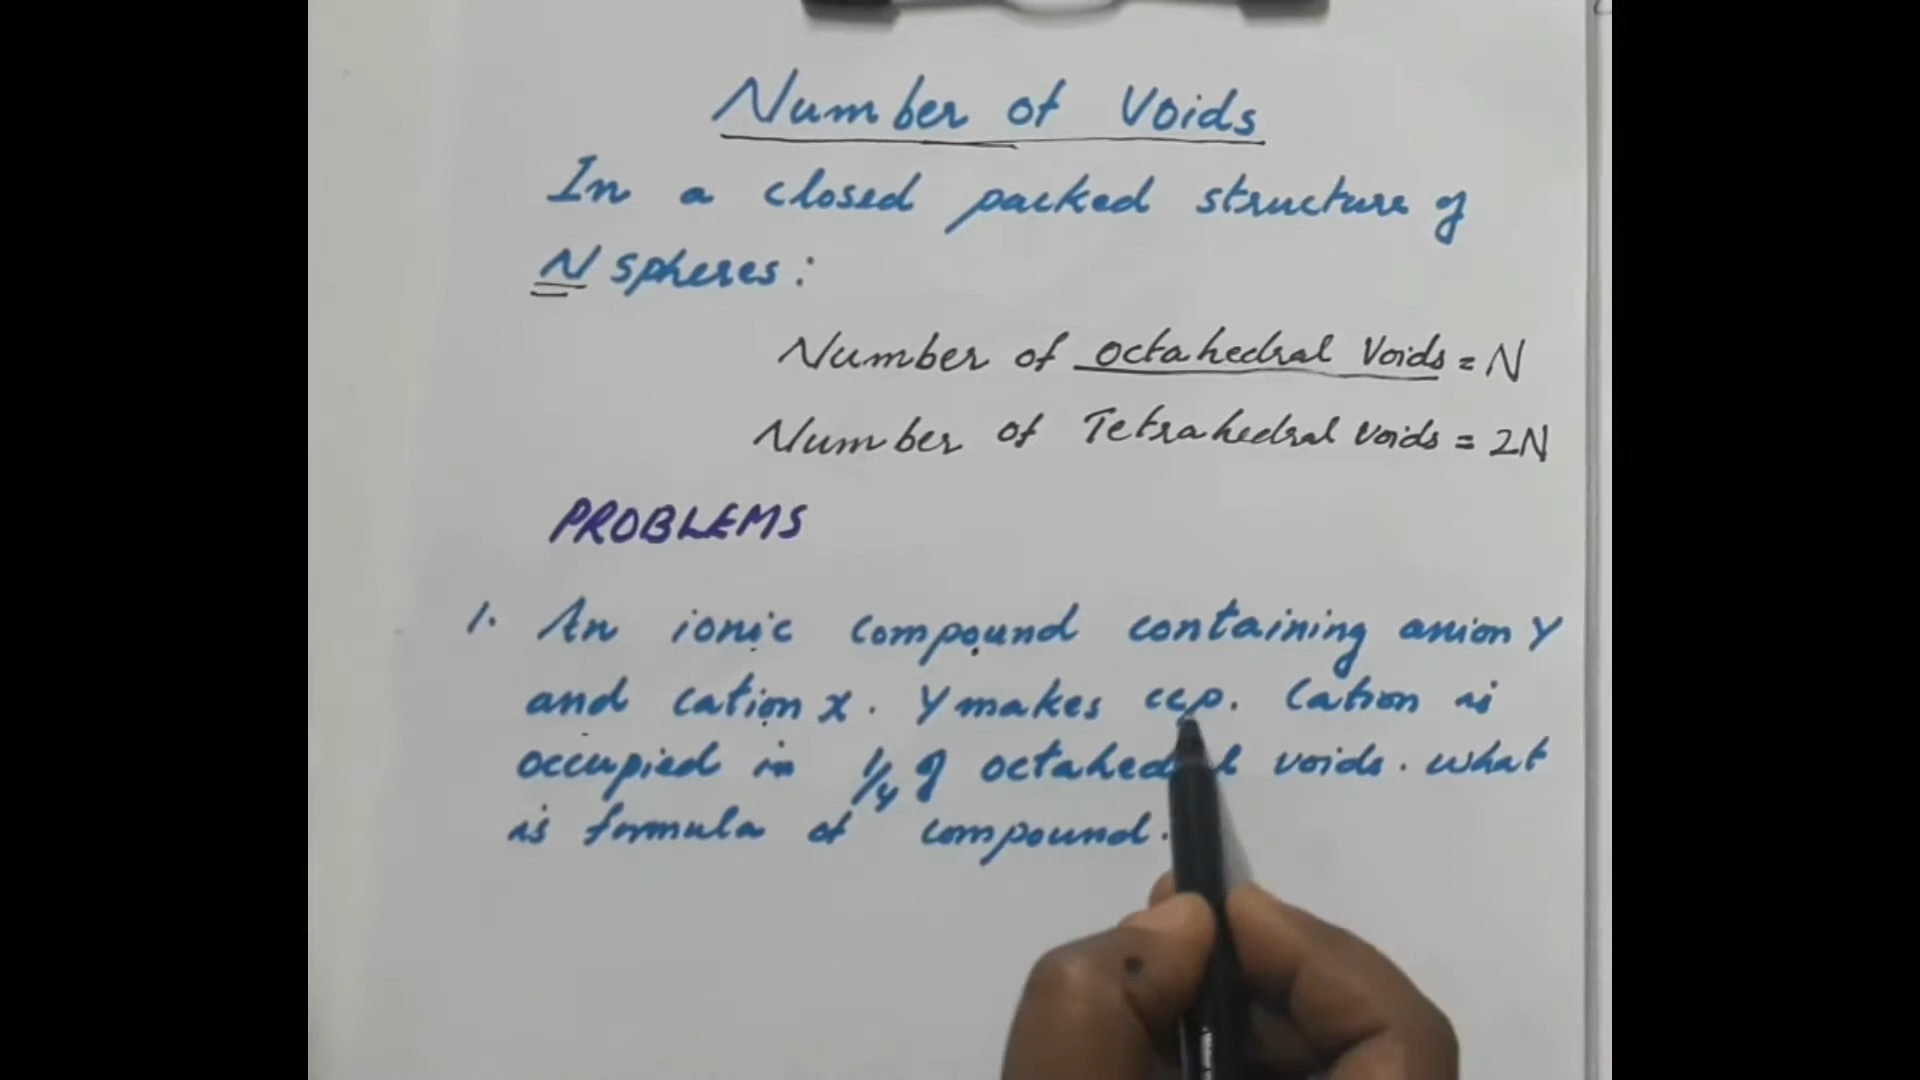 Number of Voids
In a closed packed structure of
N spheres:
Number of octahedral Voids = N
Number of Tetrahedral voids = 2N
PROBLEMS
1. An ionic compound containing anion Y
and cation x. Y makes ccp. Cation is
occupied in 1/4 of octahedral voids. what
is formula of compound.